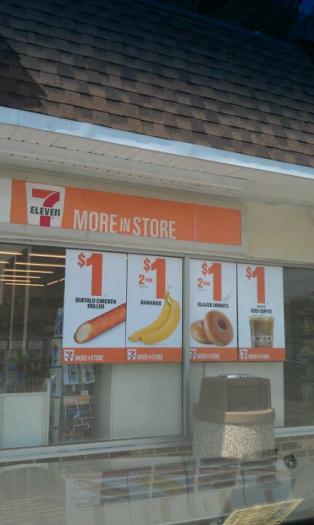 7
ELEVEN
MORE IN STORE
$1
BUFFALO CHICKEN
ROLLER
MORE IN STORE
2 FOR $1
BANANAS
MORE IN STORE
2 FOR $1
GLAZED DONUTS
MORE IN STORE
$1
ICED COFFEE
MORE IN STORE